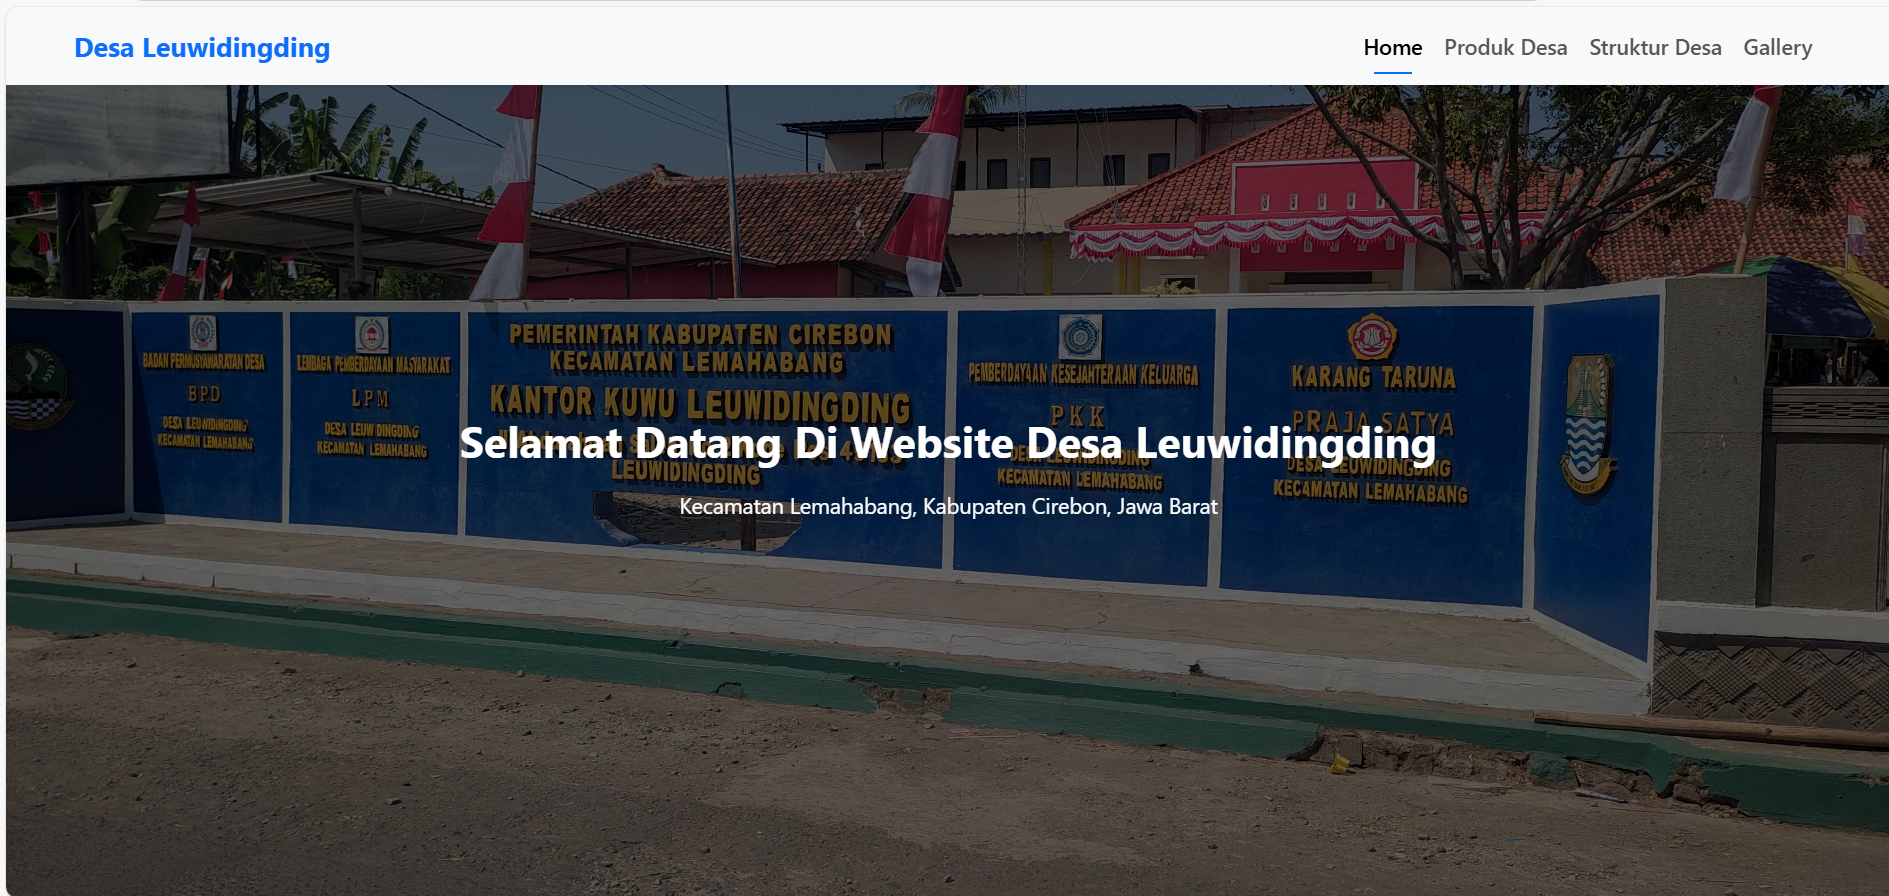 Desa Leuwidingding
Home Produk Desa Struktur Desa Gallery
BADAN PERMUSYAWARATAN DESA
BPD
DESA LEUWIDINGDING
KECAMATAN LEMAHABANG
LEMBAGA PEMBERDAYAAN MASYARAKAT
LPM
DESA LEUWIDINGDING
KECAMATAN LEMAHABANG
PEMERINTAH KABUPATEN CIREBON
KECAMATAN LEMAHABANG
KANTOR KUWU LEUWIDINGDING
LEUWIDINGDING
PEMBERDAYAAN KESEJAHTERAAN KELUARGA
PKK
DESA LEUWIDINGDING
KECAMATAN LEMAHABANG
KARANG TARUNA
PRAJA SATYA
DESA LEUWIDINGDING
KECAMATAN LEMAHABANG
Selamat Datang Di Website Desa Leuwidingding
Kecamatan Lemahabang, Kabupaten Cirebon, Jawa Barat